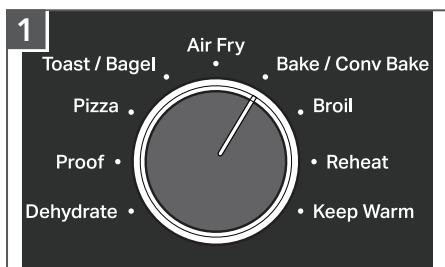 1
Air Fry
Toast / Bagel
Bake / Conv Bake
Pizza
Broil
Proof
Reheat
Dehydrate
Keep Warm